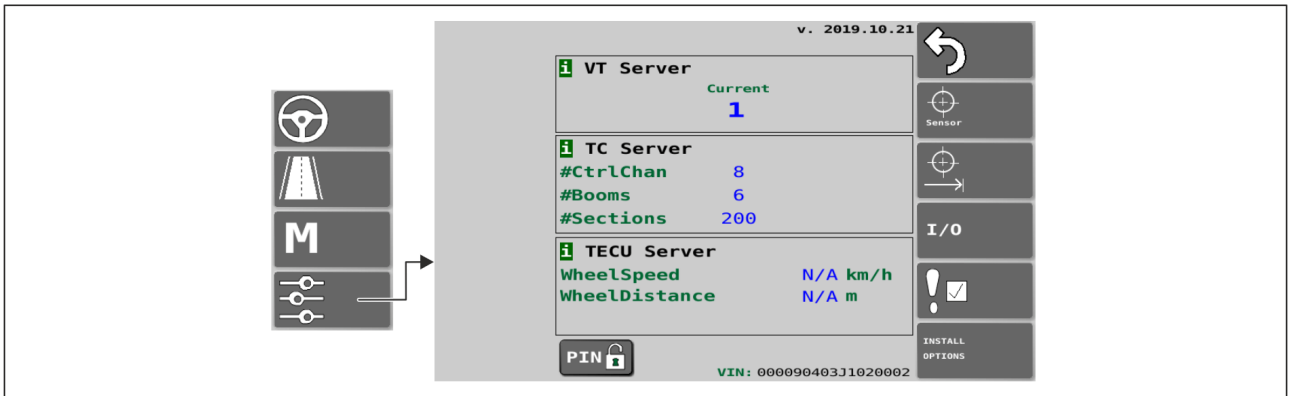 v. 2019.10.21
i VT Server
Current
1
i TC Server
#CtrlChan 8
#Booms 6
#Sections 200
i TECU Server
WheelSpeed N/A km/h
WheelDistance N/A m
PIN
VIN: 000090403J1020002
M
Sensor
I/O
INSTALL
OPTIONS